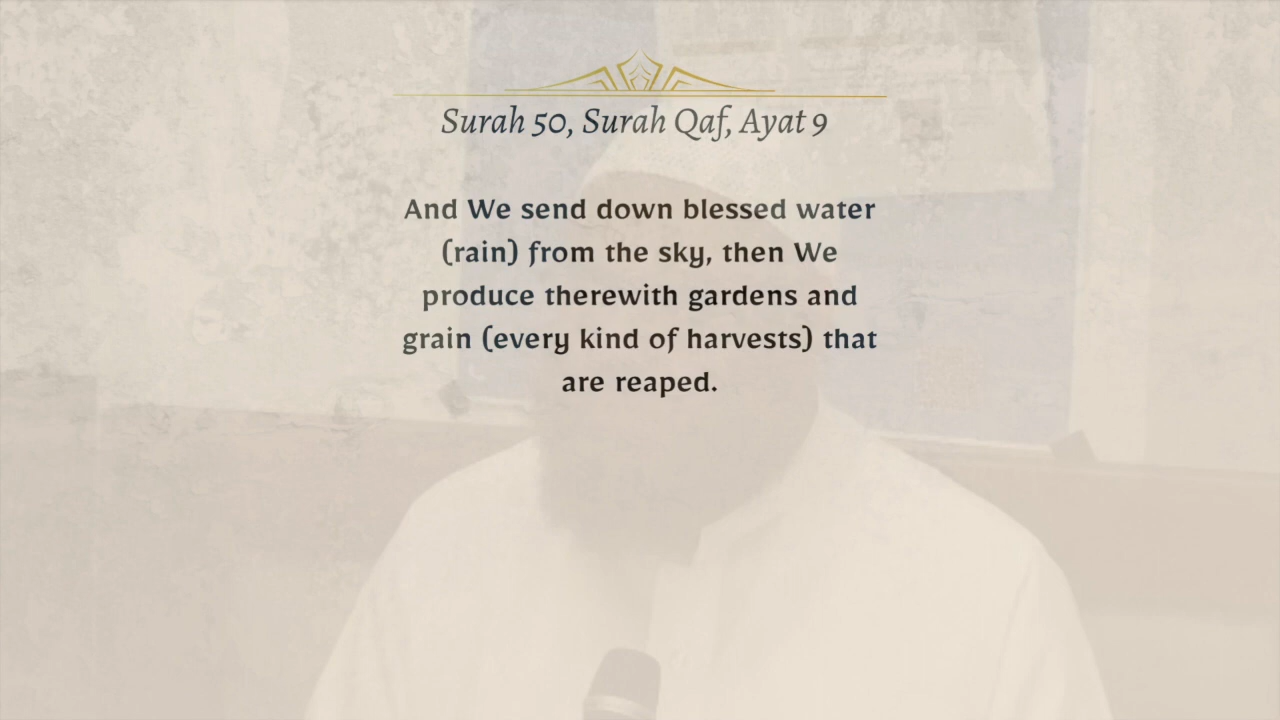 Surah 50, Surah Qaf, Ayat 9
And We send down blessed water
(rain) from the sky, then We
produce therewith gardens and
grain (every kind of harvests) that
are reaped.